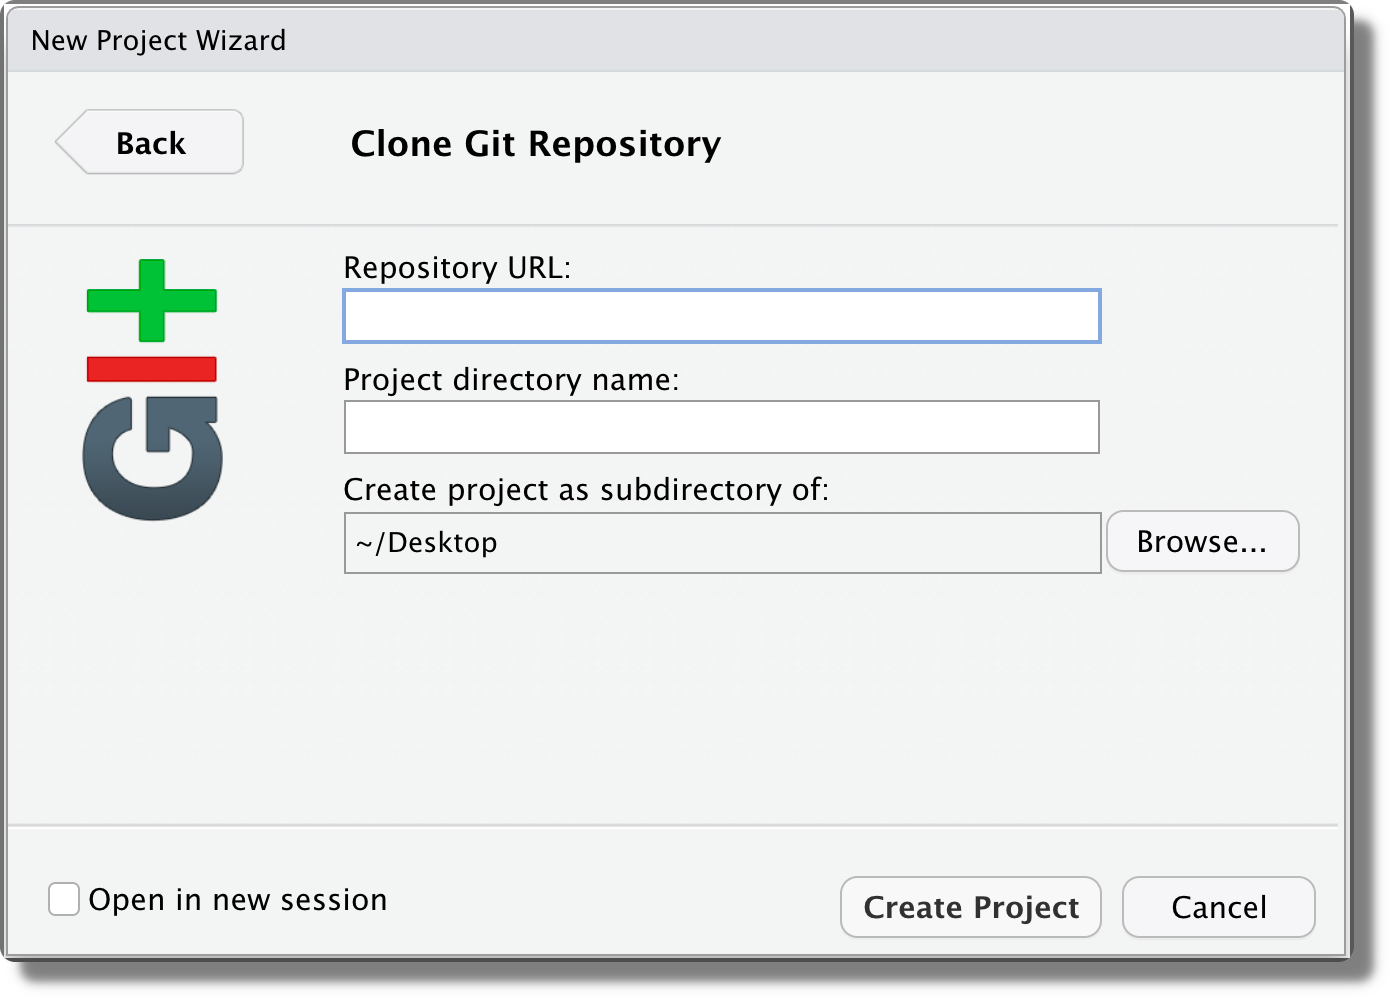 New Project Wizard
Back
Clone Git Repository
GIt
Repository URL:
Project directory name:
Create project as subdirectory of:
~/Desktop
Browse...
Open in new session
Create Project
Cancel